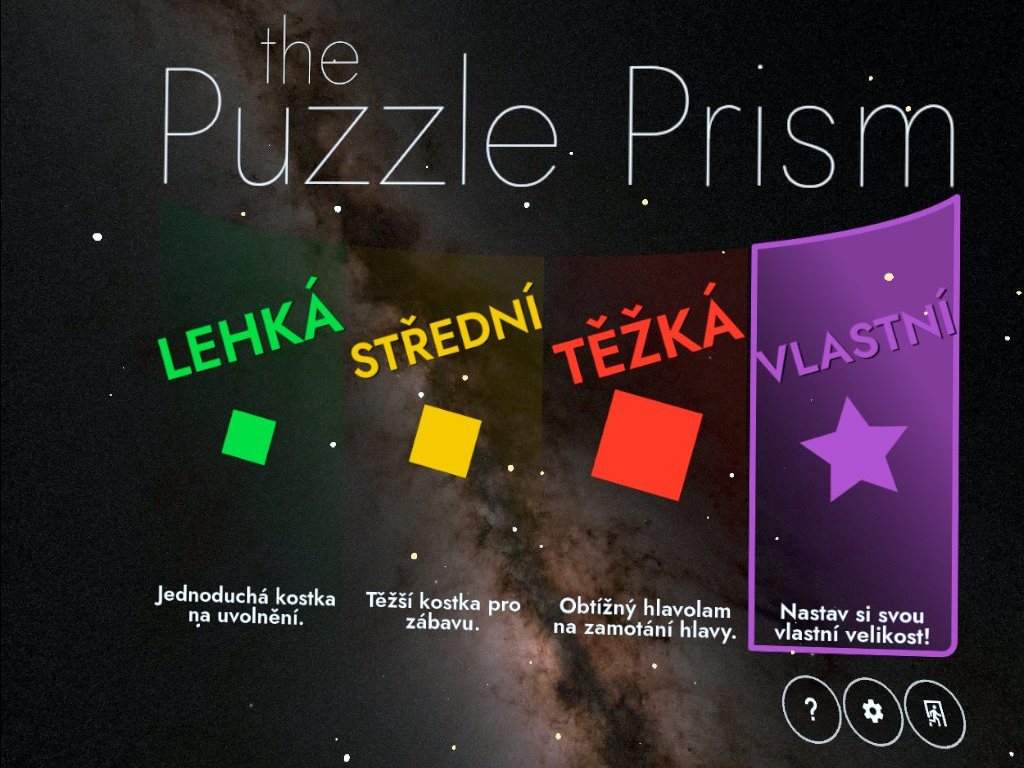 the
Puzzle Prism
LEHKÁ
Jednoduchá kostka
na uvolnění.
STŘEDNÍ
Těžší kostka pro
zábavu.
TĚŽKÁ
Obtížný hlavolam
na zamotání hlavy.
VLASTNÍ
Nastav si svou
vlastní velikost!
?